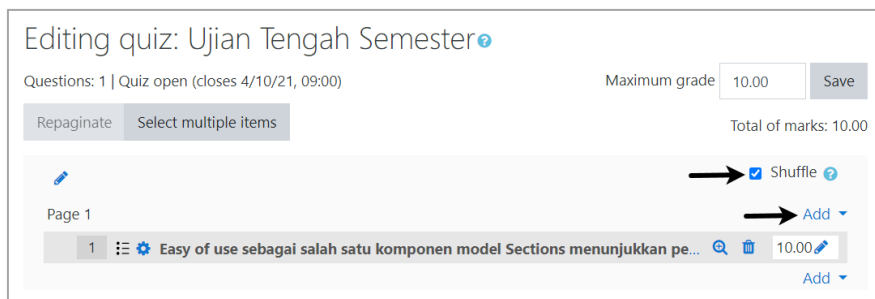 Editing quiz: Ujian Tengah Semester
Questions: 1 | Quiz open (closes 4/10/21, 09:00) Maximum grade 10.00 Save
Repaginate Select multiple items Total of marks: 10.00
Shuffle
Page 1 Add
1 Easy of use sebagai salah satu komponen model Sections menunjukkan pe... 10.00
Add